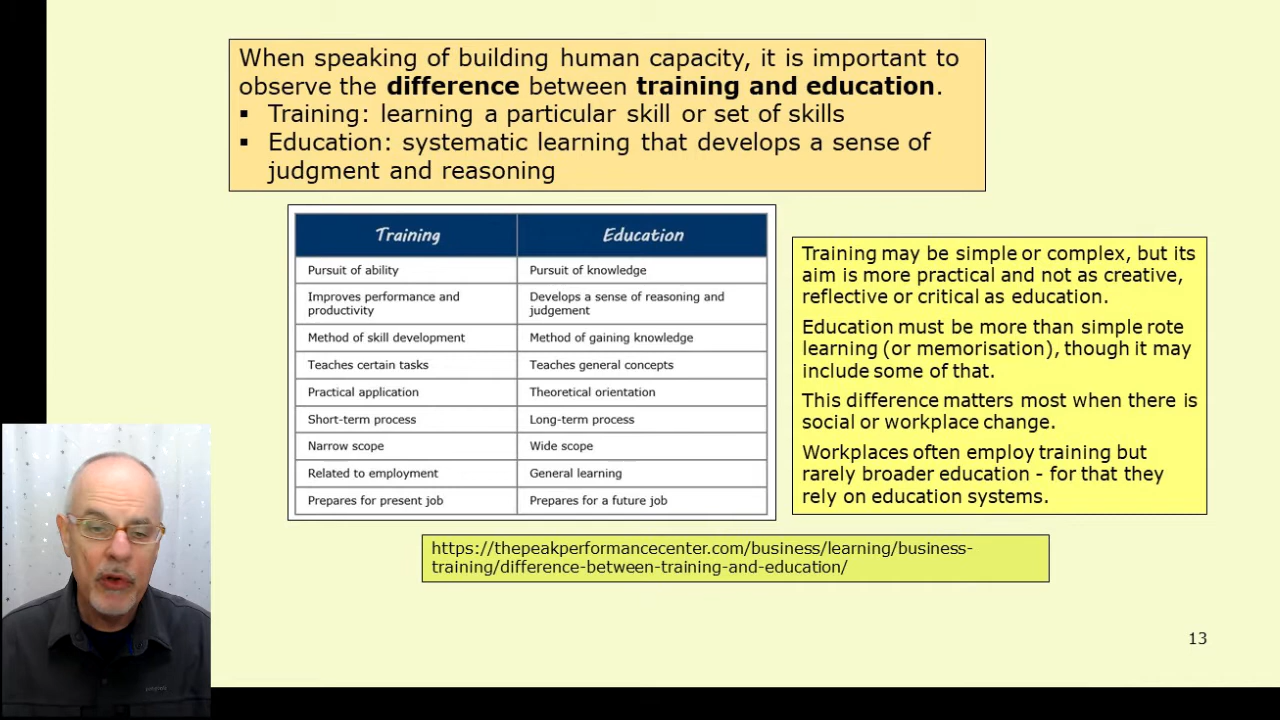 When speaking of building human capacity, it is important to
observe the difference between training and education.
▪ Training: learning a particular skill or set of skills
▪ Education: systematic learning that develops a sense of
judgment and reasoning
Training Education
Pursuit of ability Pursuit of knowledge
Improves performance and Develops a sense of reasoning and
productivity judgement
Method of skill development Method of gaining knowledge
Teaches certain tasks Teaches general concepts
Practical application Theoretical orientation
Short-term process Long-term process
Narrow scope Wide scope
Related to employment General learning
Prepares for present job Prepares for a future job
Training may be simple or complex, but its
aim is more practical and not as creative,
reflective or critical as education.
Education must be more than simple rote
learning (or memorisation), though it may
include some of that.
This difference matters most when there is
social or workplace change.
Workplaces often employ training but
rarely broader education - for that they
rely on education systems.
https://thepeakperformancecenter.com/business/learning/business-
training/difference-between-training-and-education/
13